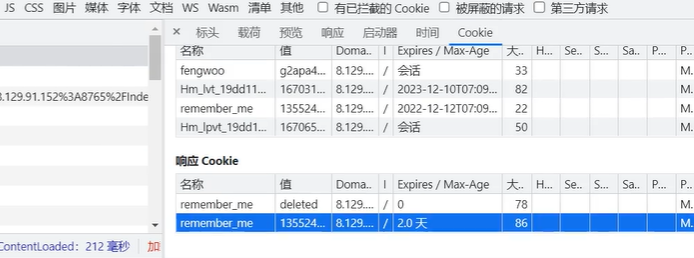 JS CSS 图片 媒体 字体 文档 WS Wasm 清单 其他 有已拦截的 Cookie 被屏蔽的请求 第三方请求
标头 载荷 预览 响应 启动器 时间 Cookie
名称 值 Doma... / Expires / Max-Age 大... H... Se... S... Sa... P... P...
fengwoo g2apa4... 8.129.... / 会话 33 M.
Hm_lvt_19dd11... 167031... 8.129.... / 2023-12-10T07:09... 82 M.
8.129.91.152%3A8765%2FInde
remember_me 135524... 8.129.... / 2022-12-12T07:09... 22 M.
Hm_lpvt_19dd1... 167065... 8.129.... / 会话 50 M.
响应 Cookie
名称 值 Doma... Expires / Max-Age 大.. H... Se... S... Sa... P... P...
remember_me deleted 8.129.... / 0 78 M.
remember_me 135524... 8.129.... / 2.0 天 86 M.
ContentLoaded: 212 毫秒 加